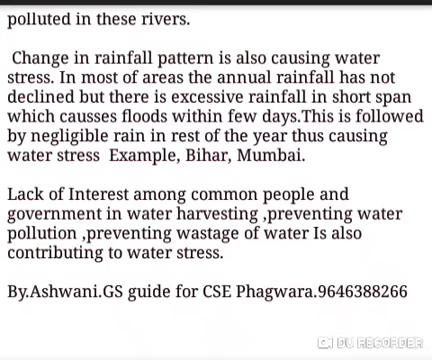 polluted in these rivers.
Change in rainfall pattern is also causing water
stress. In most of areas the annual rainfall has not
declined but there is excessive rainfall in short span
which causses floods within few days.This is followed
by negligible rain in rest of the year thus causing
water stress  Example, Bihar, Mumbai.
Lack of Interest among common people and
government in water harvesting ,preventing water
pollution ,preventing wastage of water Is also
contributing to water stress.
By.Ashwani.GS guide for CSE Phagwara.9646388266
DU RECORDER